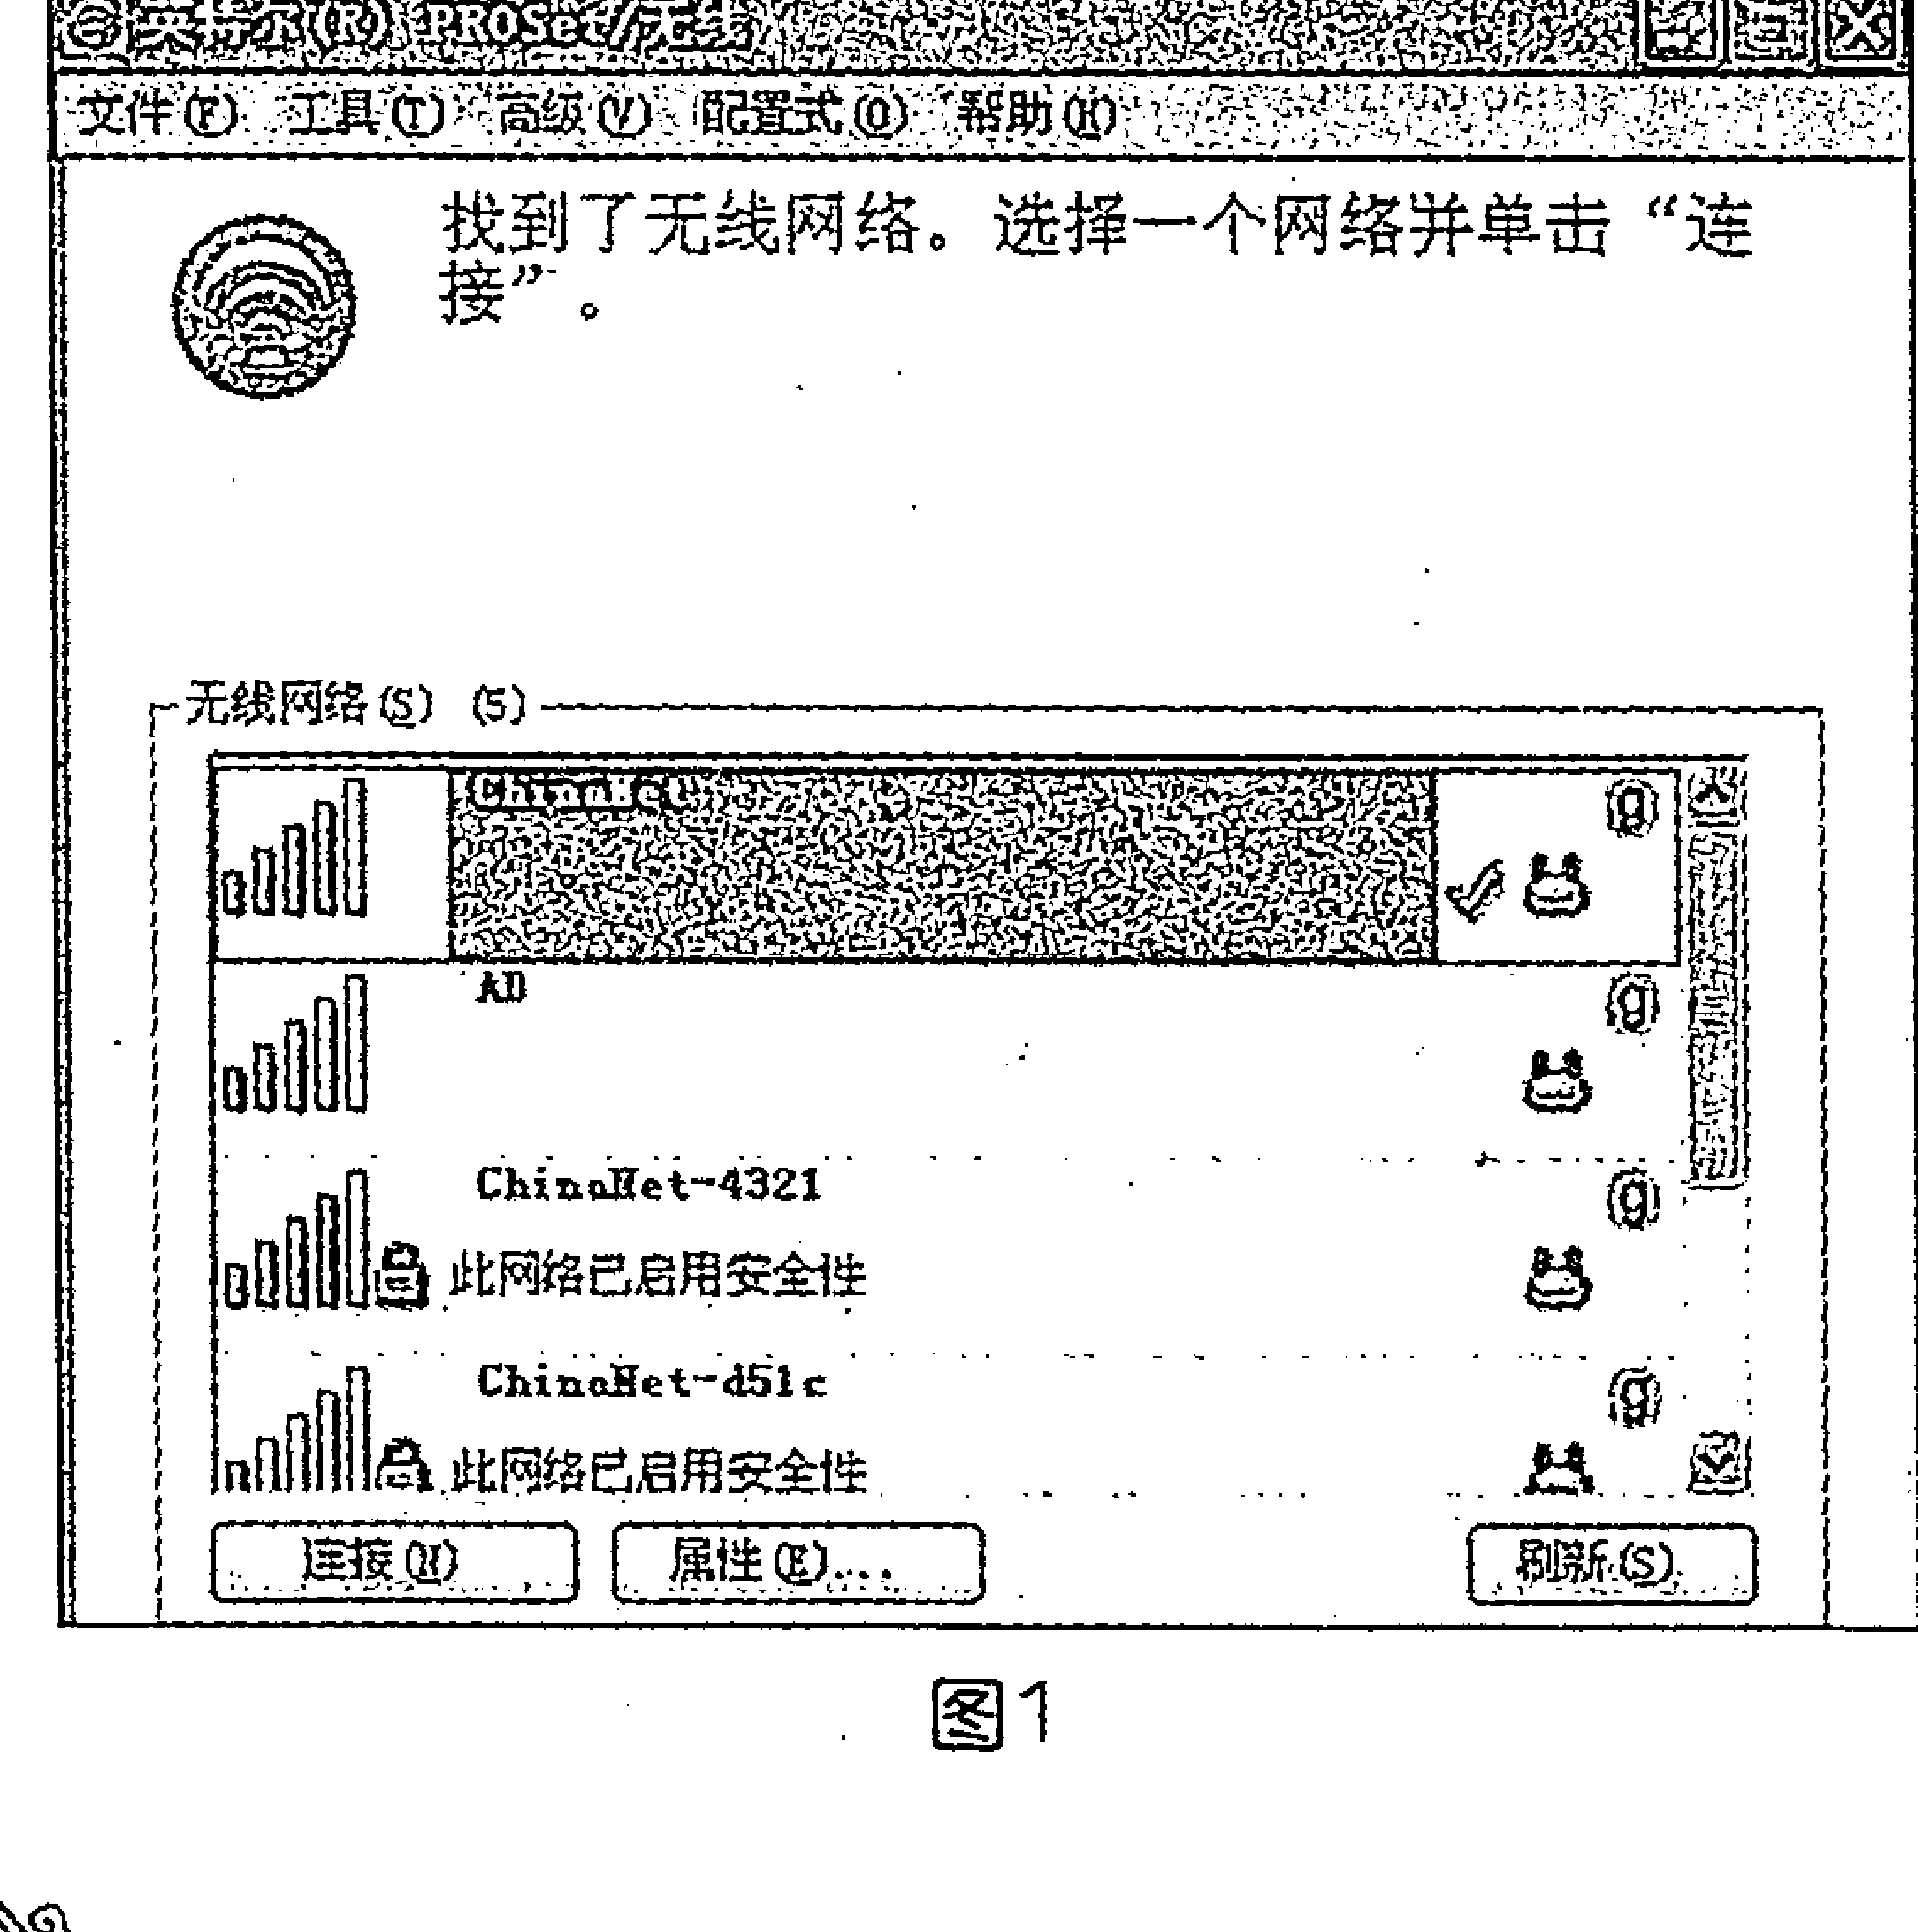 英特尔(R) PROSet/无线
文件(F) 工具(T) 高级(V) 配置式(O) 帮助(H)
找到了无线网络。选择一个网络并单击“连
接”。
无线网络(S) (5)
ChinaNet
g
AD
g
ChinaNet-4321
g
此网络已启用安全性
ChinaNet-d51c
g
此网络已启用安全性
连接(N) 属性(E)... 刷新(S)
图1